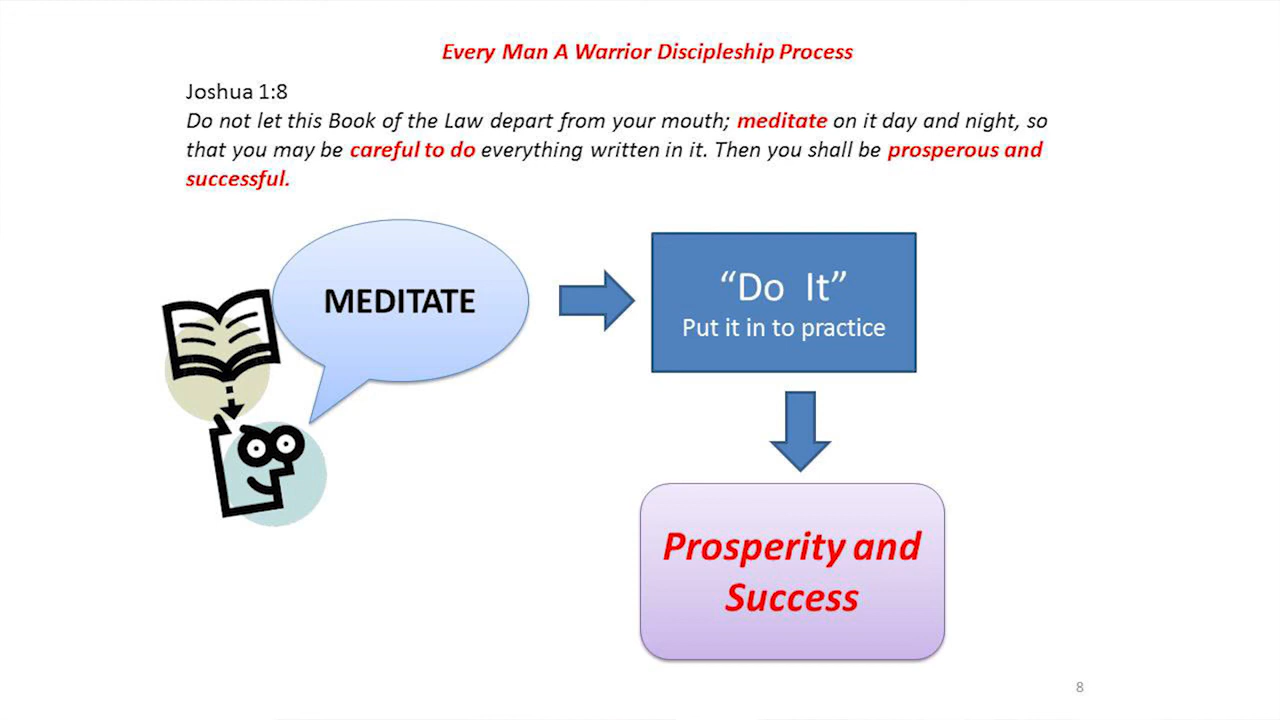 Every Man A Warrior Discipleship Process
Joshua 1:8
Do not let this Book of the Law depart from your mouth; meditate on it day and night, so
that you may be careful to do everything written in it. Then you shall be prosperous and
successful.
MEDITATE
“Do It”
Put it in to practice
Prosperity and
Success
8